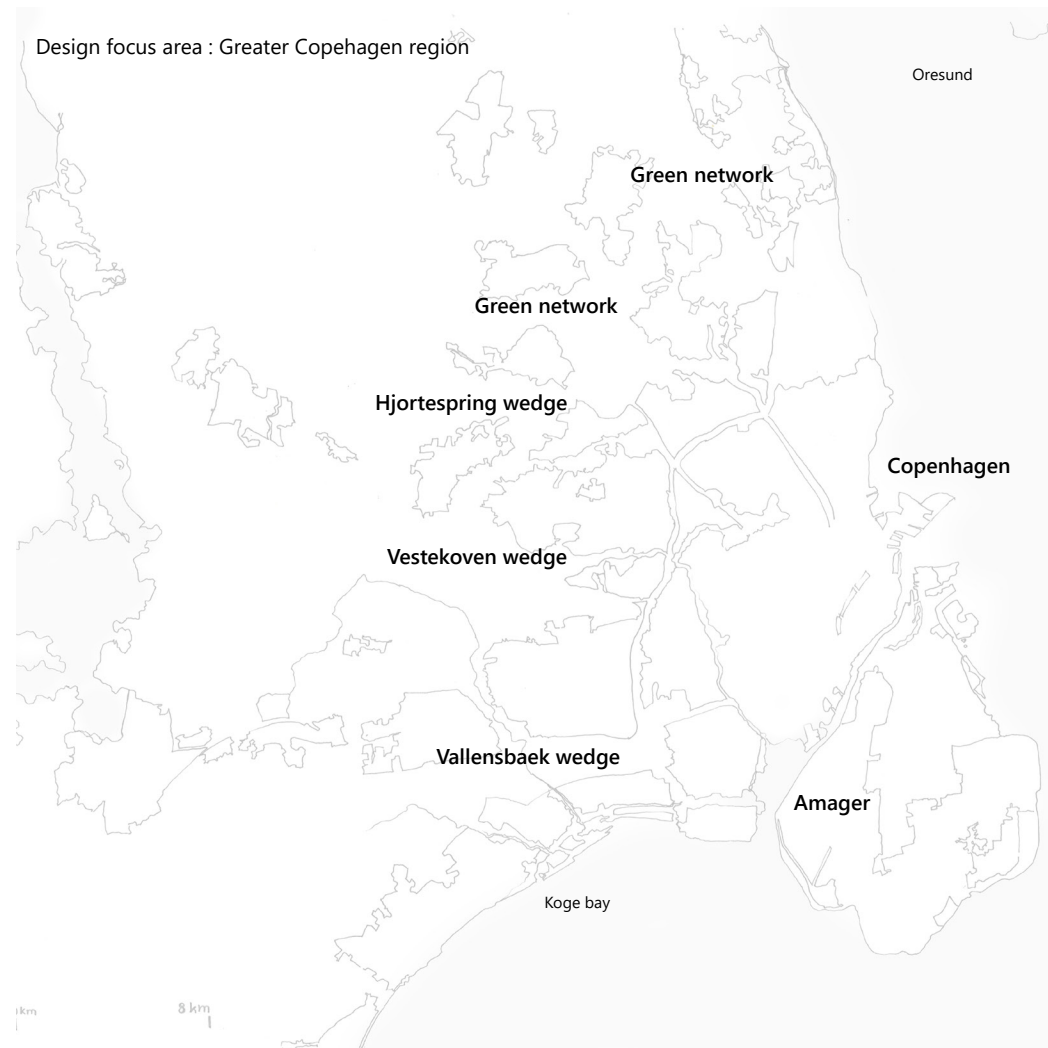 Design focus area : Greater Copehagen region
Oresund
Green network
Green network
Hjortespring wedge
Copenhagen
Vestekoven wedge
Vallensbaek wedge
Amager
Koge bay
km
8 km